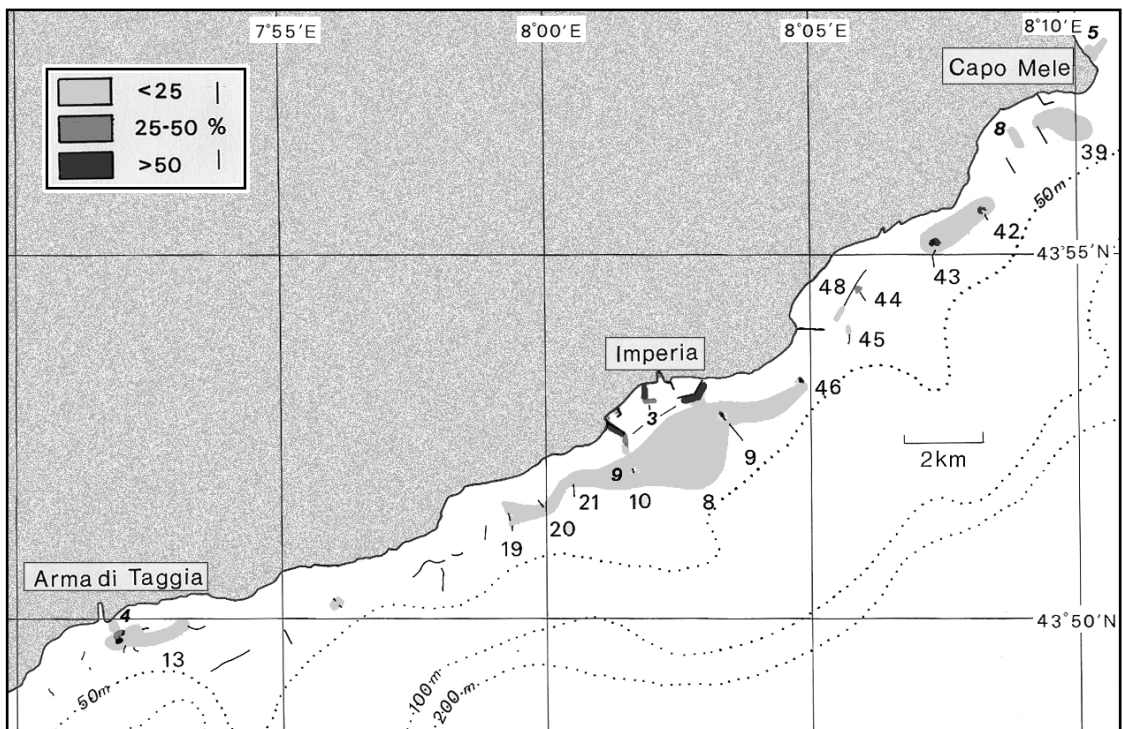 7°55′E
8°00′E
8°05′E
8°10′E
5
Capo Mele
<25
25-50 %
>50
8
39
50m
42
43°55′N
43
48
44
45
Imperia
46
3
2km
9
9
10
8
21
20
19
Arma di Taggia
4
43°50′N
13
50m
100m
200m